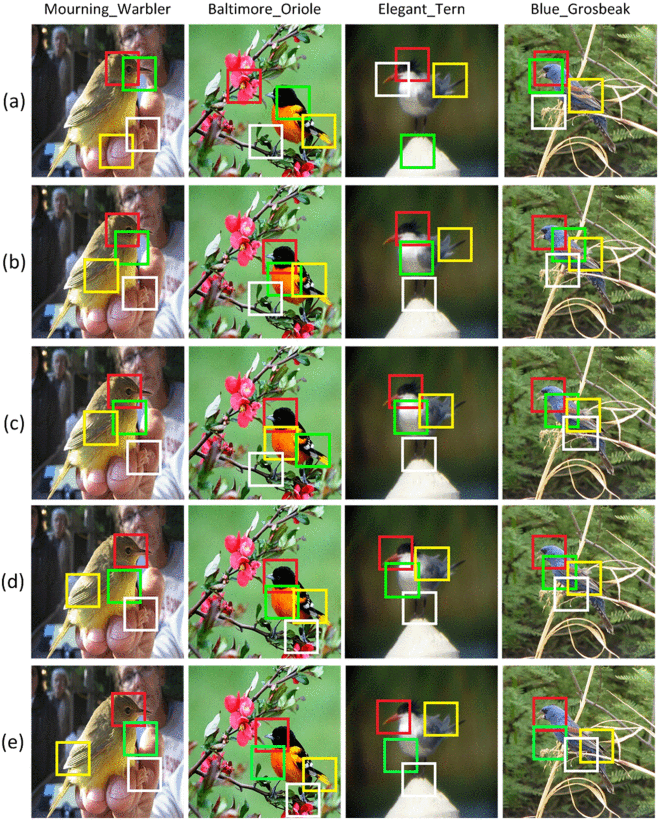 Mourning_Warbler Baltimore_Oriole Elegant_Tern Blue_Grosbeak
(a)
(b)
(c)
(d)
(e)